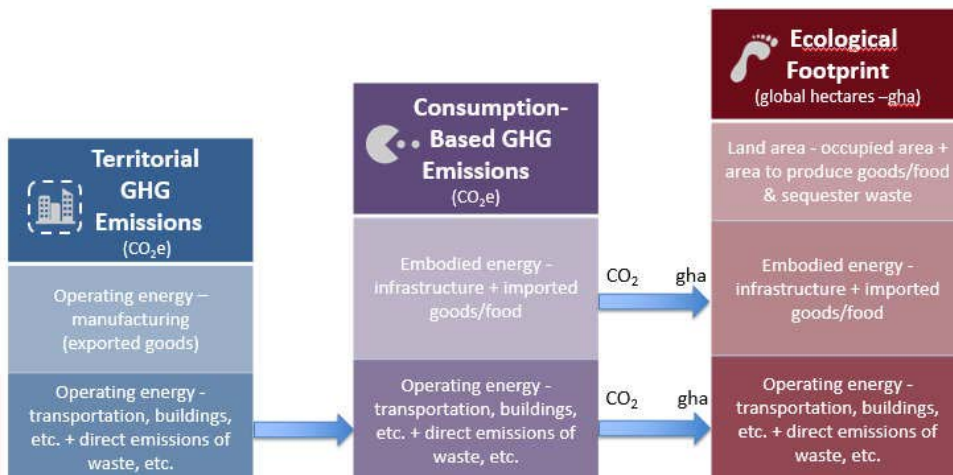 Territorial
GHG
Emissions
(CO₂e)
Operating energy –
manufacturing
(exported goods)
Operating energy -
transportation, buildings,
etc. + direct emissions of
waste, etc.
Consumption-
Based GHG
Emissions
(CO₂e)
Embodied energy -
infrastructure + imported
goods/food
Operating energy -
transportation, buildings,
etc. + direct emissions of
waste, etc.
CO₂ gha
CO₂ gha
Ecological
Footprint
(global hectares –gha)
Land area - occupied area +
area to produce goods/food
& sequester waste
Embodied energy -
infrastructure + imported
goods/food
Operating energy -
transportation, buildings,
etc. + direct emissions of
waste, etc.